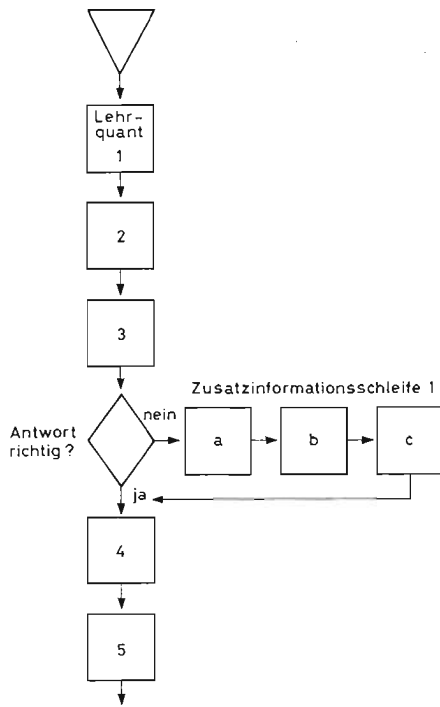 Lehr-
quant
1
2
3
Zusatzinformationsschleife 1
Antwort
richtig?
nein
a
b
c
ja
4
5